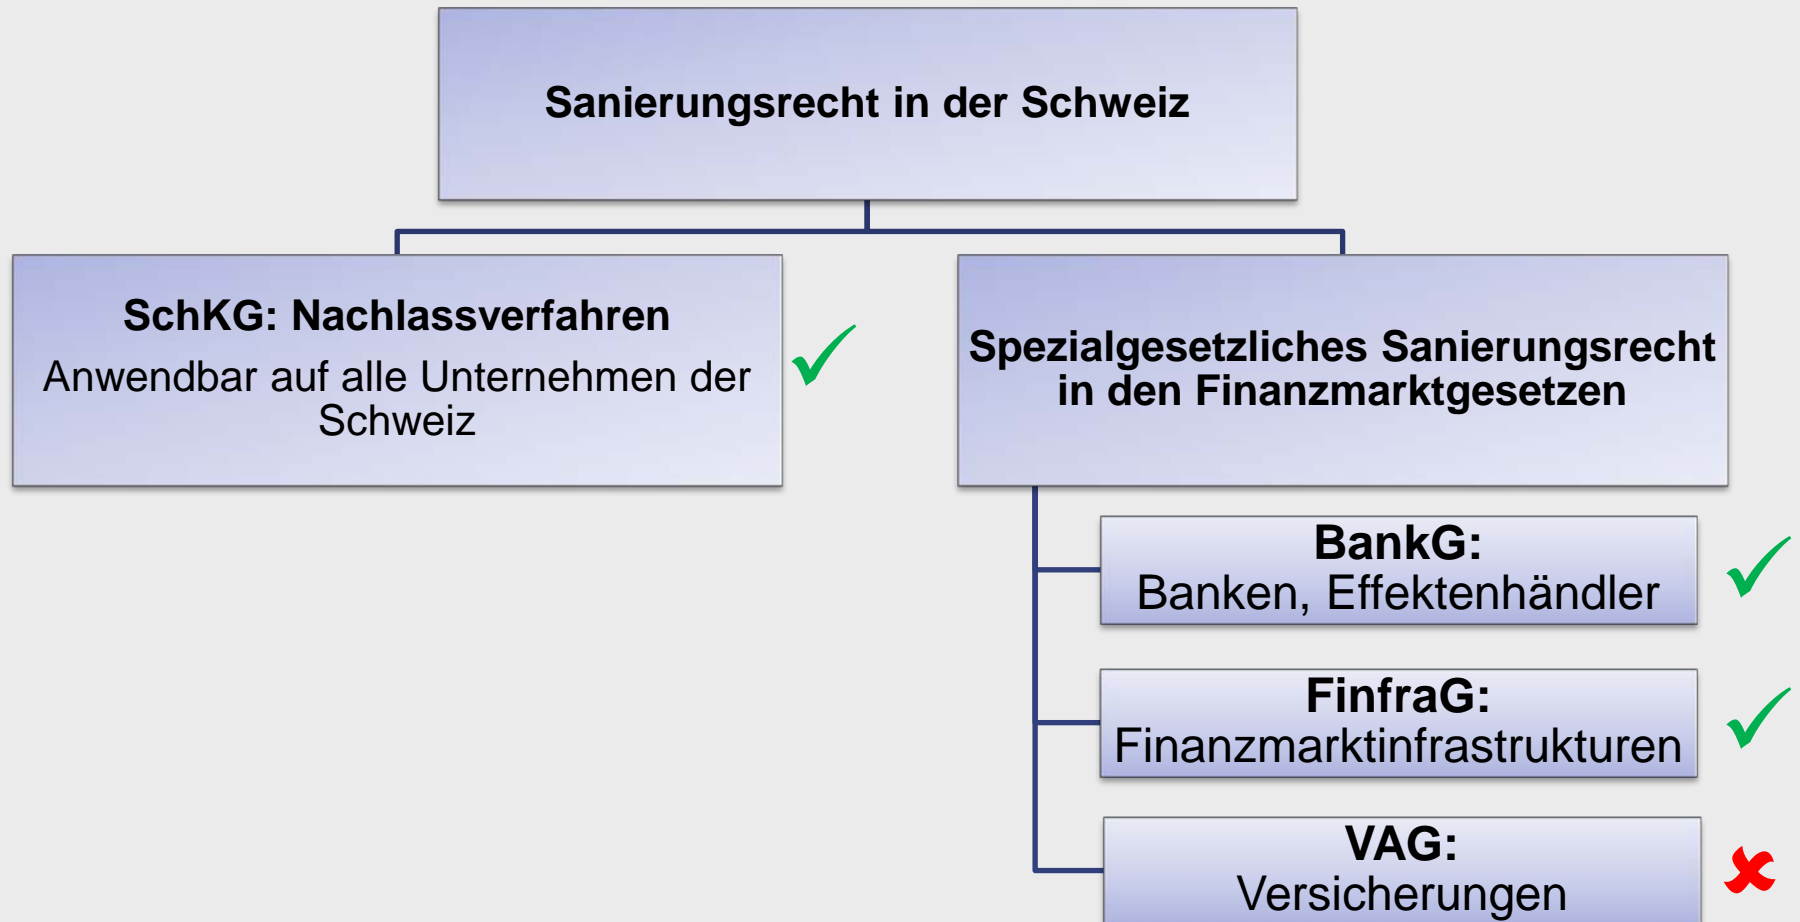 Sanierungsrecht in der Schweiz
SchKG: Nachlassverfahren
Anwendbar auf alle Unternehmen der
Schweiz
Spezialgesetzliches Sanierungsrecht
in den Finanzmarktgesetzen
BankG:
Banken, Effektenhändler
FinfraG:
Finanzmarktinfrastrukturen
VAG:
Versicherungen